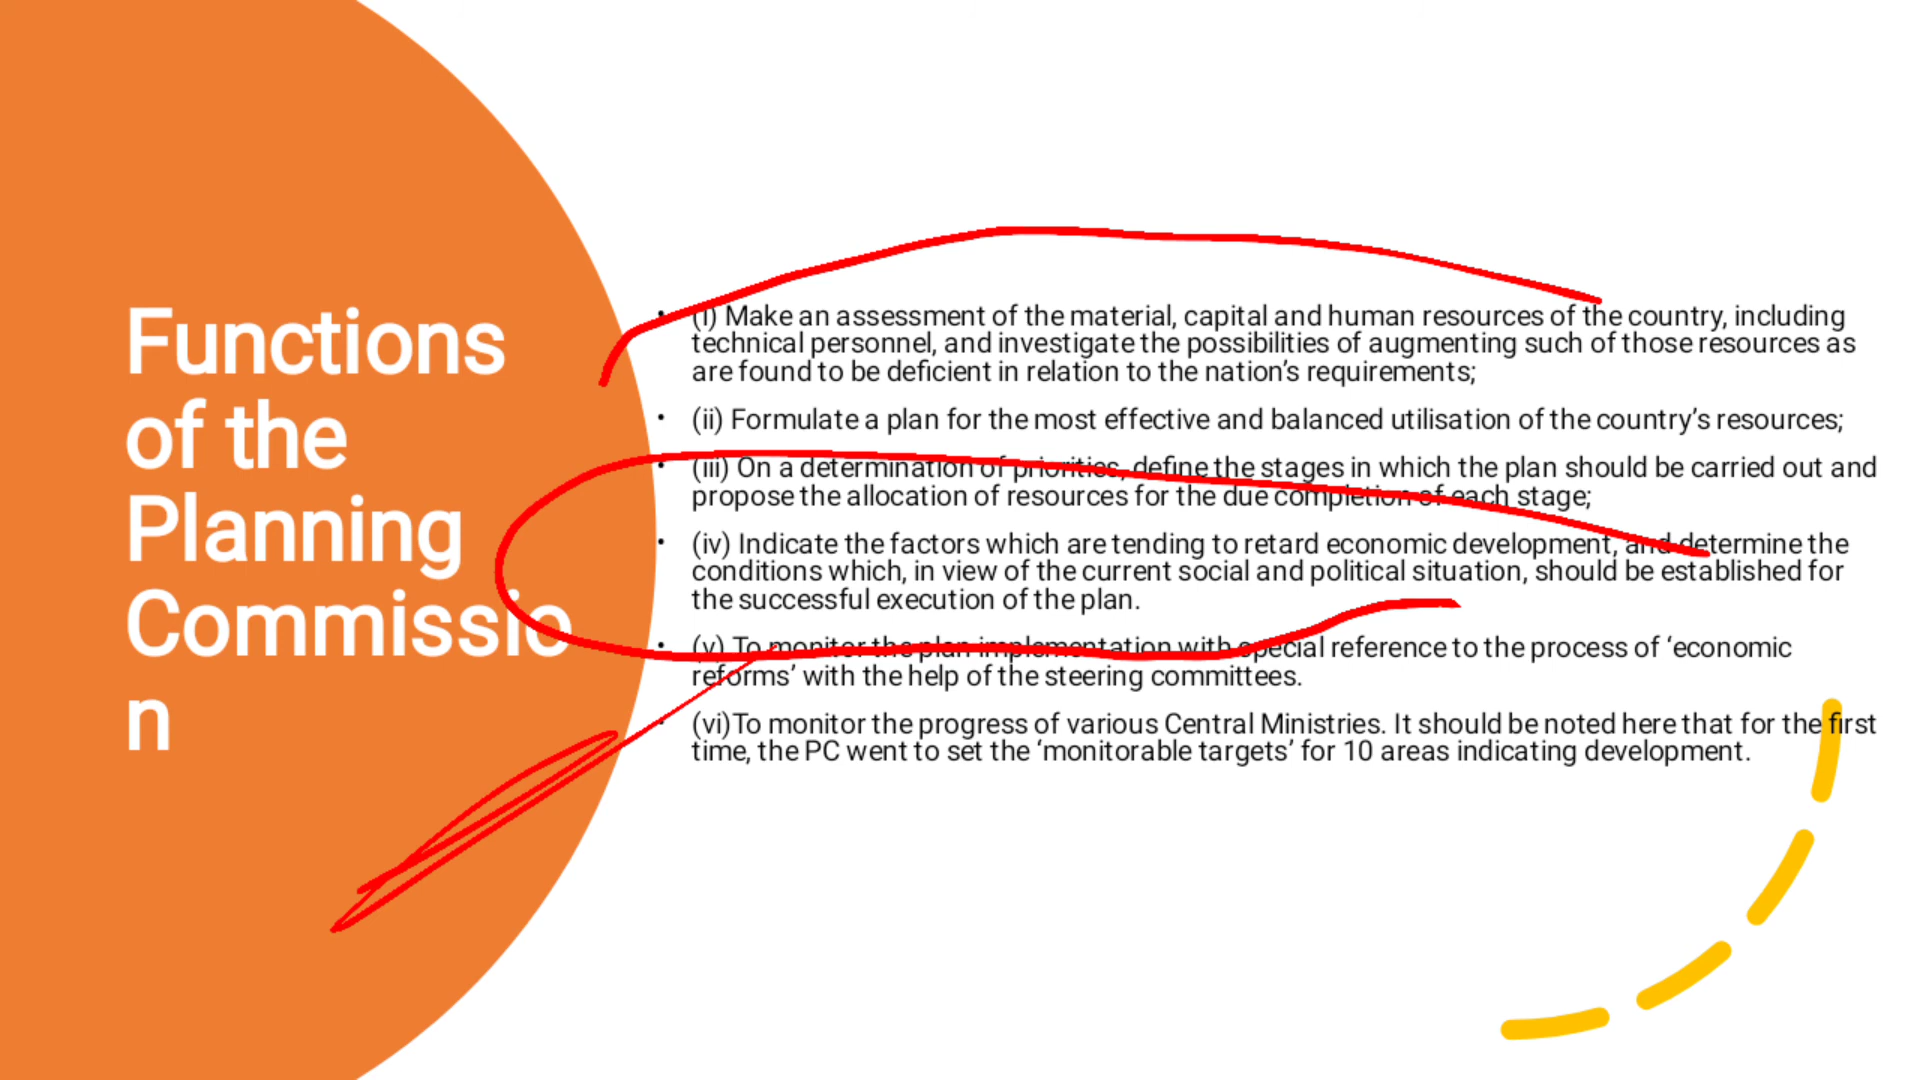 Functions
of the
Planning
Commissio
n
• (i) Make an assessment of the material, capital and human resources of the country, including
technical personnel, and investigate the possibilities of augmenting such of those resources as
are found to be deficient in relation to the nation’s requirements;
• (ii) Formulate a plan for the most effective and balanced utilisation of the country’s resources;
• (iii) On a determination of priorities, define the stages in which the plan should be carried out and
propose the allocation of resources for the due completion of each stage;
• (iv) Indicate the factors which are tending to retard economic development, and determine the
conditions which, in view of the current social and political situation, should be established for
the successful execution of the plan.
• (v) To monitor the plan implementation with special reference to the process of ‘economic
reforms’ with the help of the steering committees.
• (vi)To monitor the progress of various Central Ministries. It should be noted here that for the first
time, the PC went to set the ‘monitorable targets’ for 10 areas indicating development.